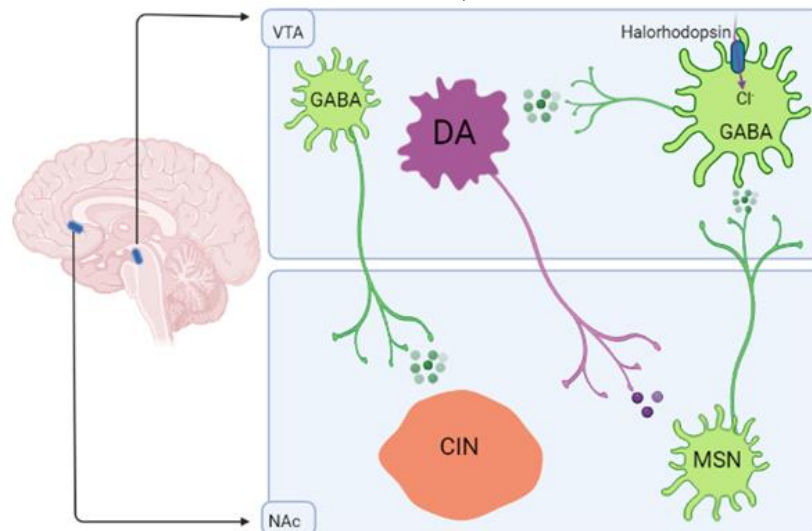 VTA
Halorhodopsin
GABA
DA
Cl-
GABA
CIN
MSN
NAc